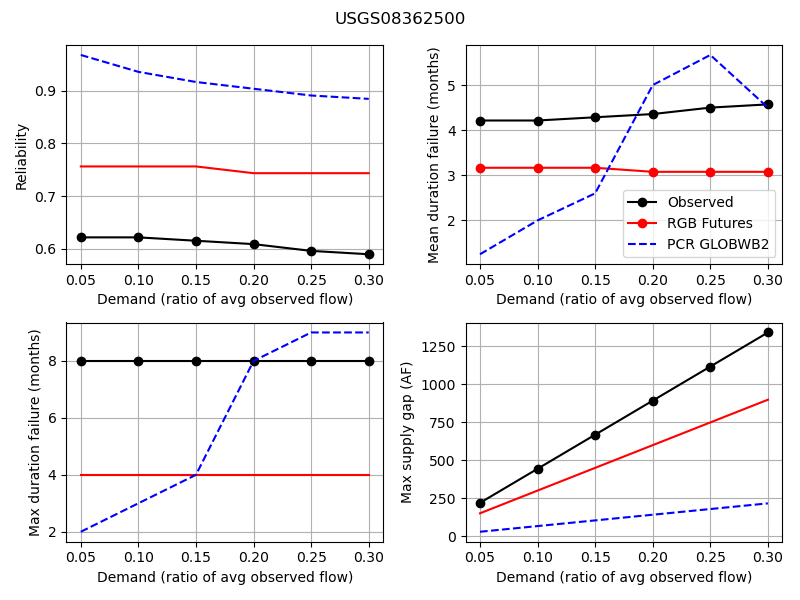 USGS08362500
Reliability
0.9
0.8
0.7
0.6
0.05 0.10 0.15 0.20 0.25 0.30
Demand (ratio of avg observed flow)
Mean duration failure (months)
5
4
3
2
Observed
RGB Futures
PCR GLOBWB2
0.05 0.10 0.15 0.20 0.25 0.30
Demand (ratio of avg observed flow)
Max duration failure (months)
8
6
4
2
0.05 0.10 0.15 0.20 0.25 0.30
Demand (ratio of avg observed flow)
Max supply gap (AF)
1250
1000
750
500
250
0
0.05 0.10 0.15 0.20 0.25 0.30
Demand (ratio of avg observed flow)